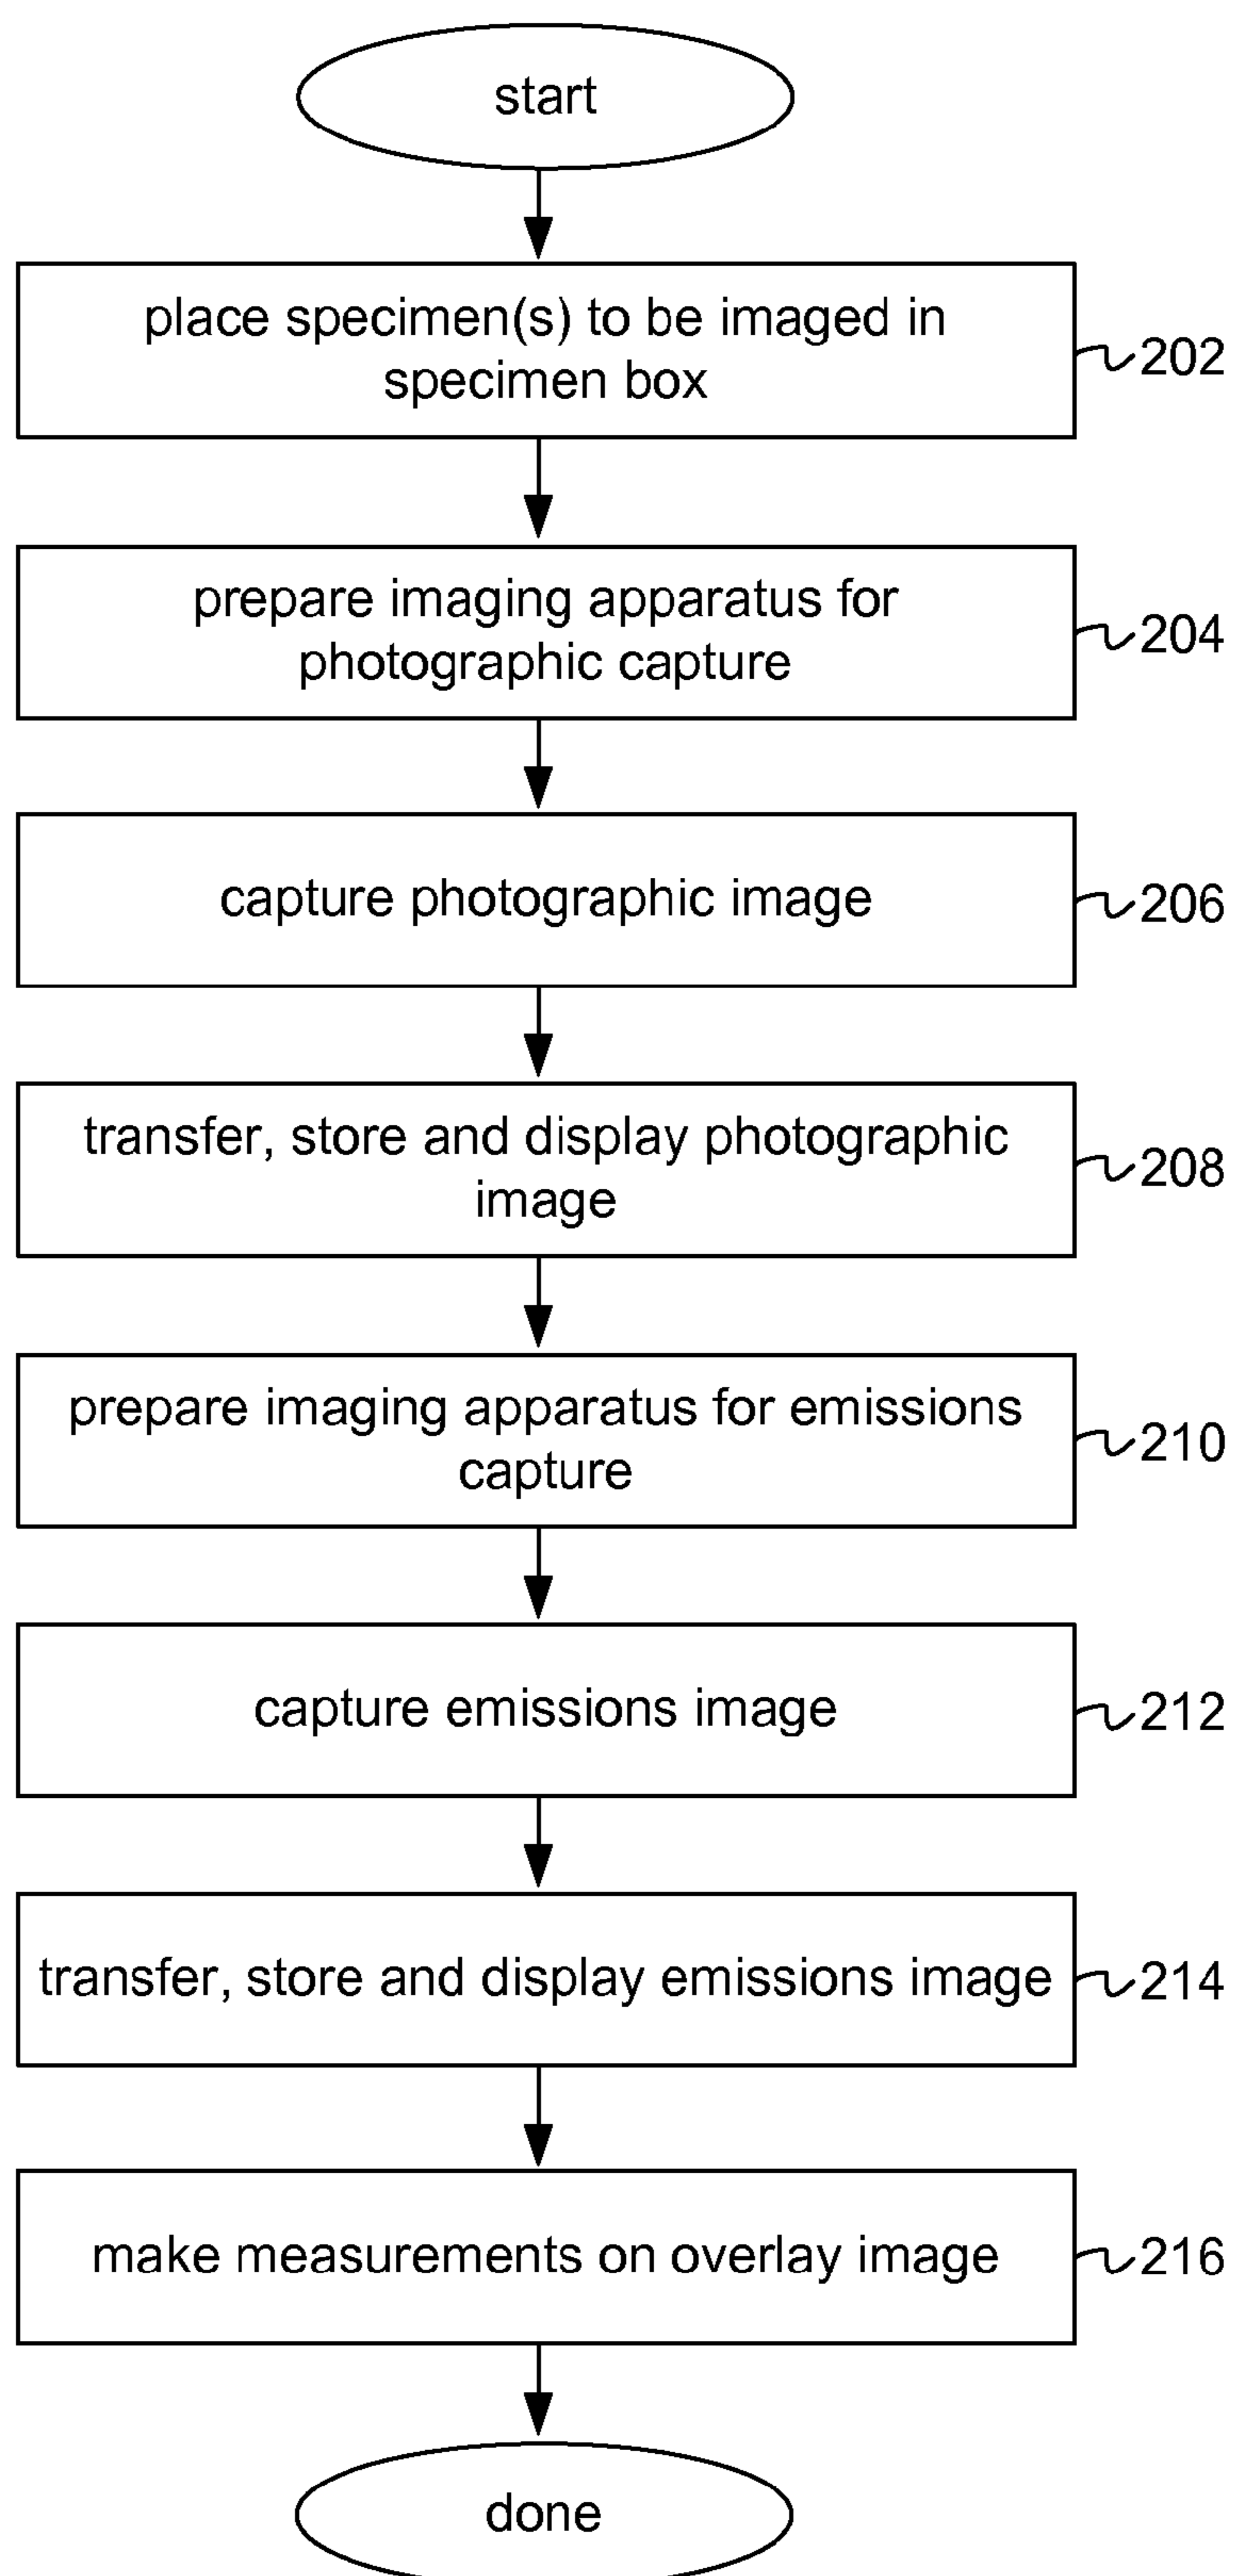 start
place specimen(s) to be imaged in
specimen box
202
prepare imaging apparatus for
photographic capture
204
capture photographic image
206
transfer, store and display photographic
image
208
prepare imaging apparatus for emissions
capture
210
capture emissions image
212
transfer, store and display emissions image
214
make measurements on overlay image
216
done